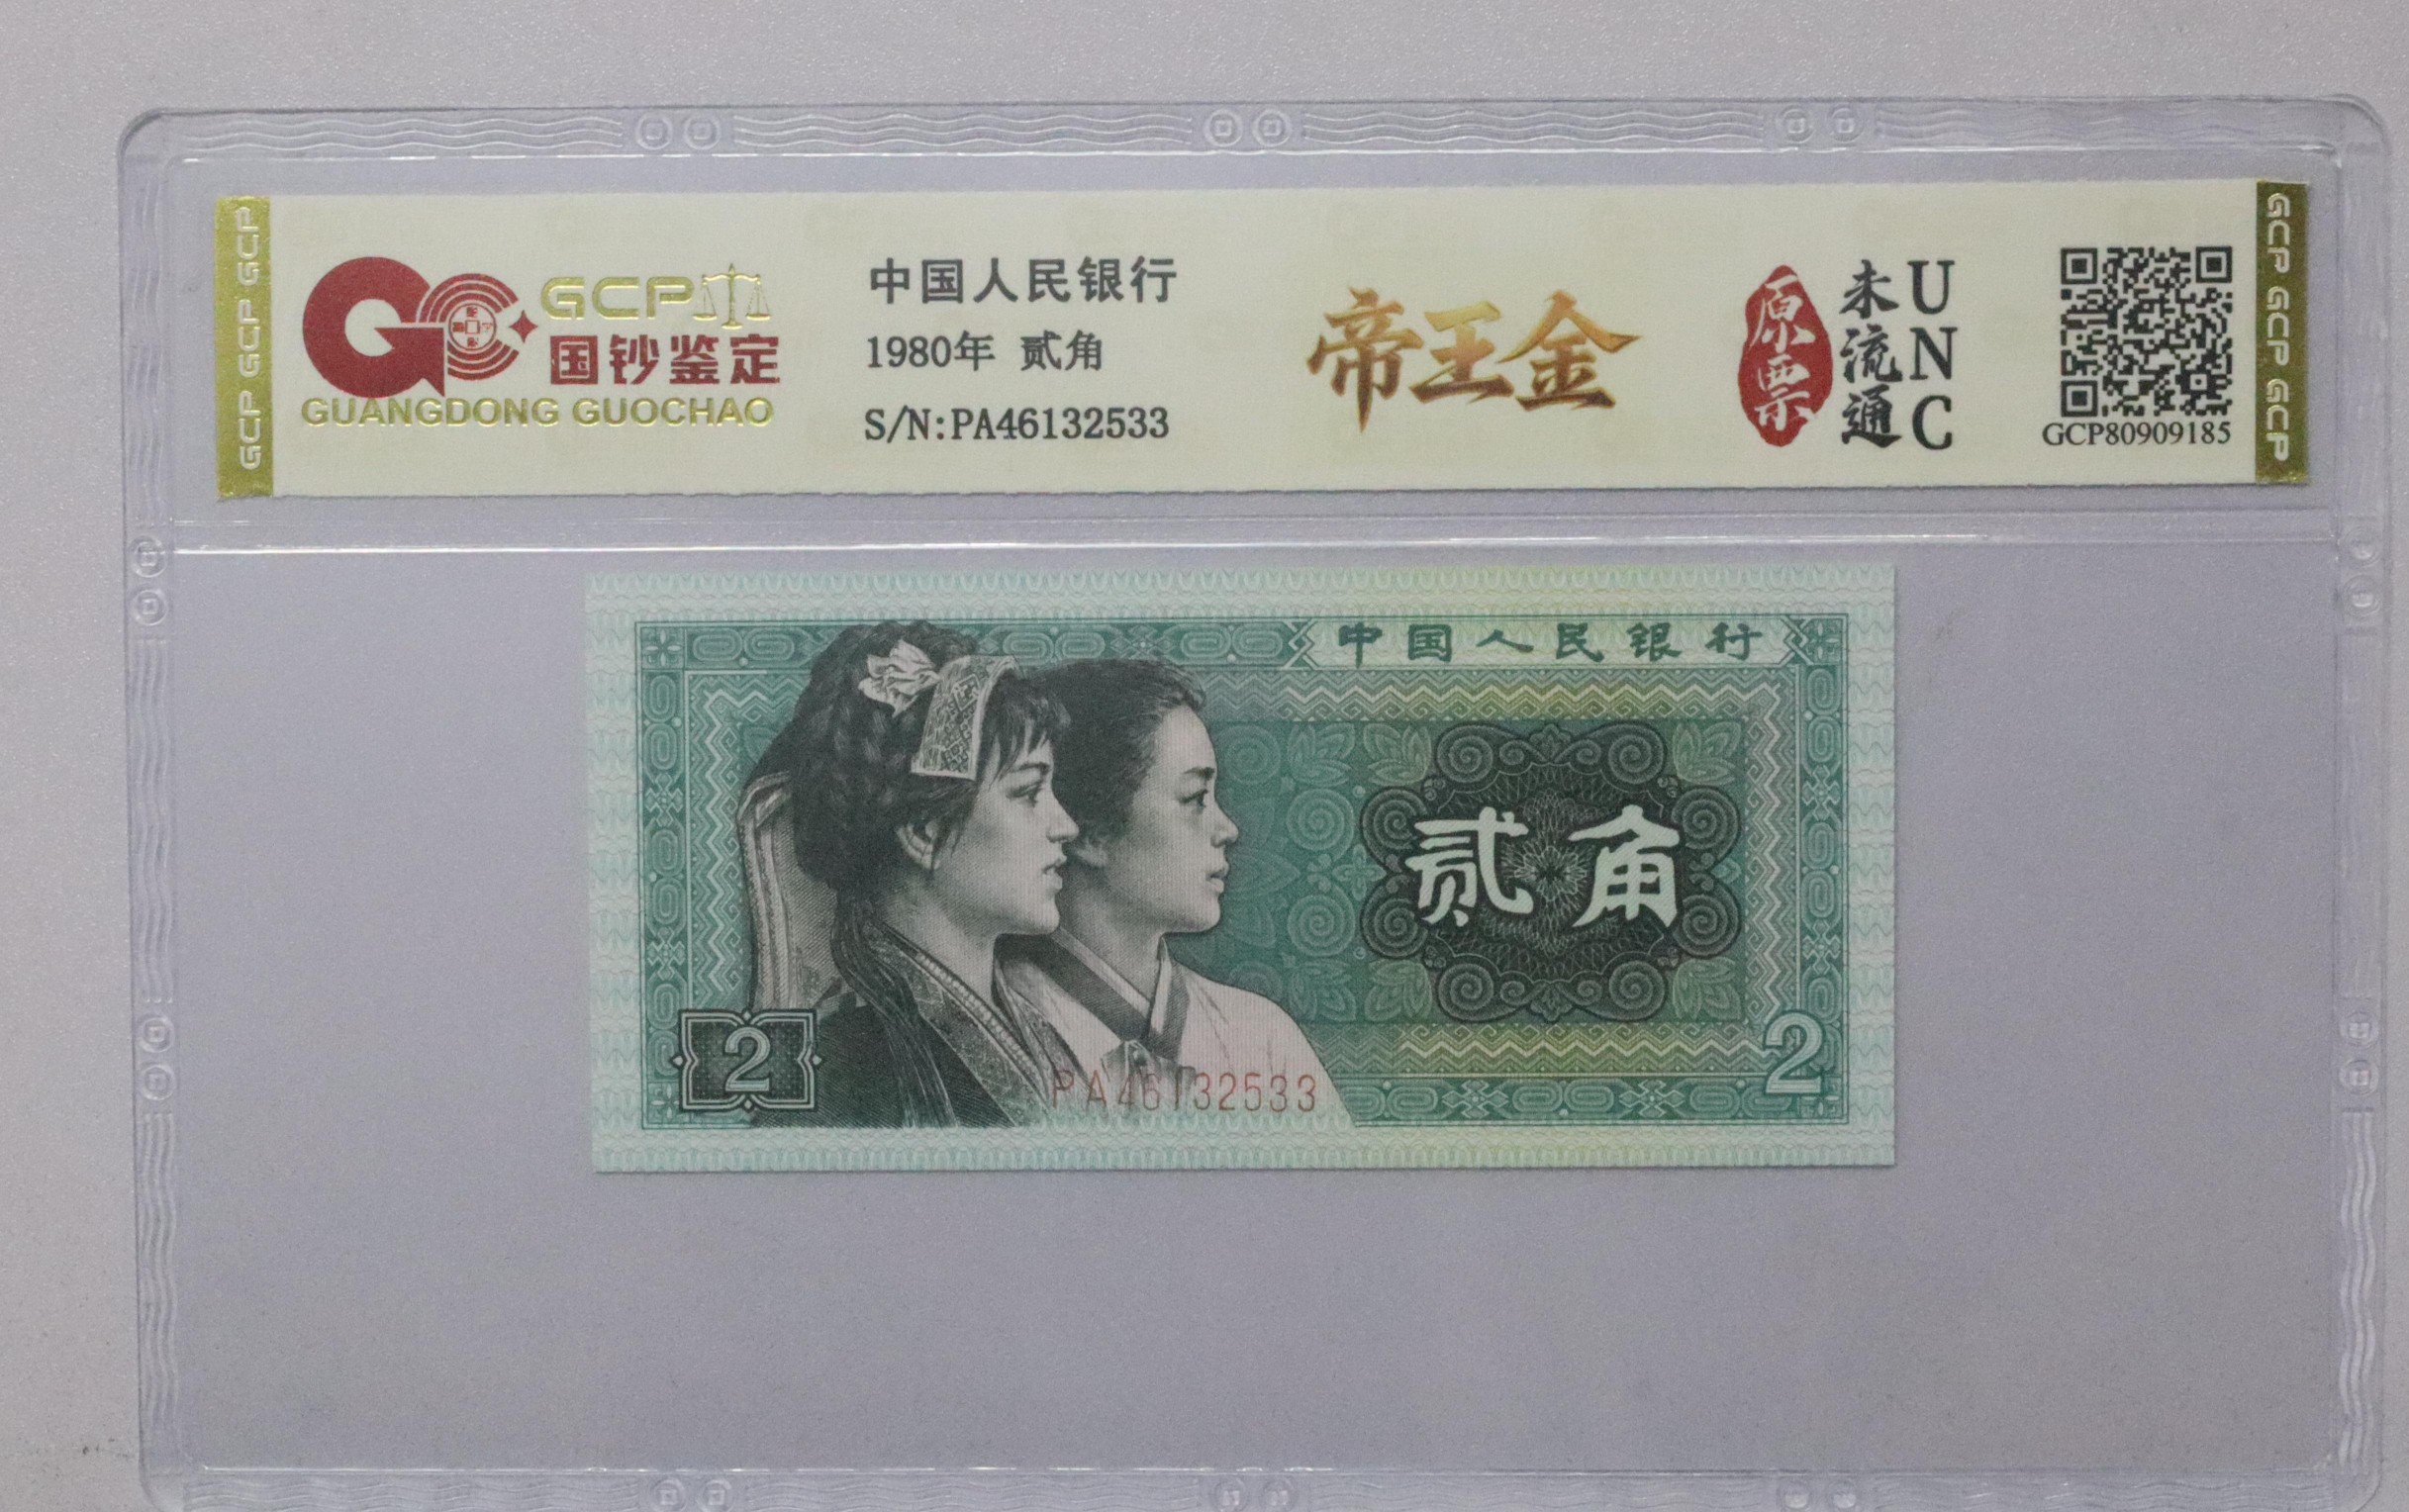 GCP GCP GCP
GCP
国钞鉴定
GUANGDONG GUOCHAO
中国人民银行
1980年 贰角
S/N:PA46132533
帝王金
原票
未流通
UNC
GCP80909185
GCP GCP GCP
中国人民银行
贰角
2
PA46132533
2